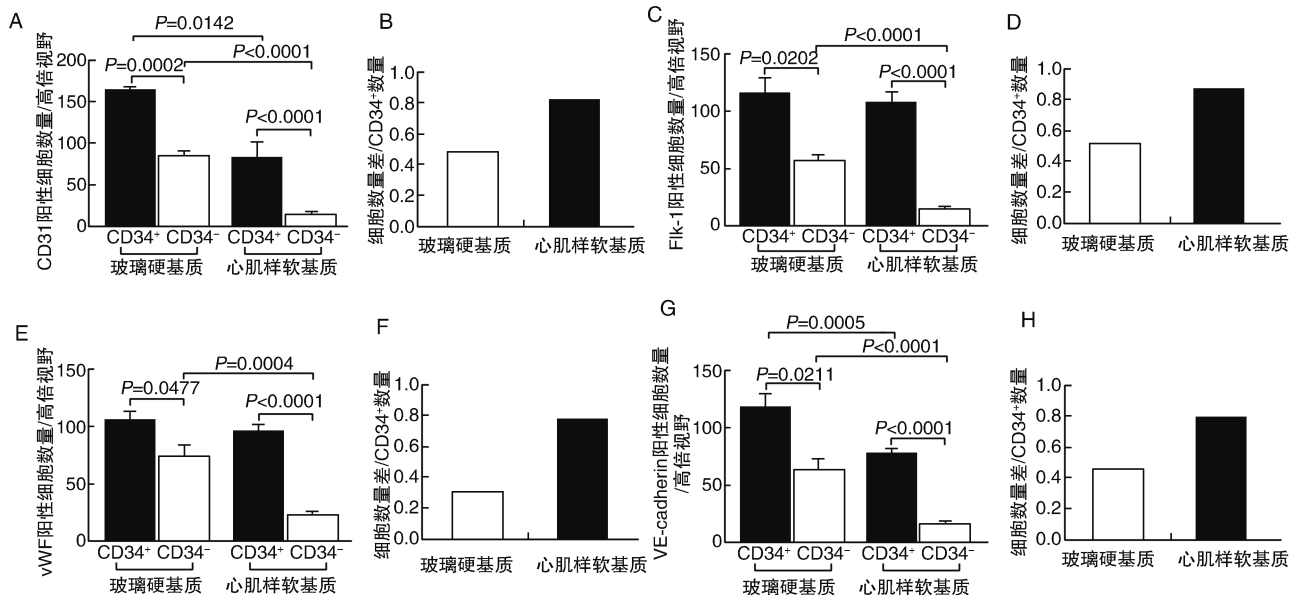 A
P=0.0142
P<0.0001
P=0.0002
P<0.0001
CD31阳性细胞数量/高倍视野
200
150
100
50
0
CD34⁺ CD34⁻ CD34⁺ CD34⁻
玻璃硬基质 心肌样软基质
B
细胞数量差/CD34⁺数量
1.0
0.8
0.6
0.4
0.2
0.0
玻璃硬基质 心肌样软基质
C
P<0.0001
P=0.0202
P<0.0001
Flk-1阳性细胞数量/高倍视野
150
100
50
0
CD34⁺ CD34⁻ CD34⁺ CD34⁻
玻璃硬基质 心肌样软基质
D
细胞数量差/CD34⁺数量
1.0
0.8
0.6
0.4
0.2
0.0
玻璃硬基质 心肌样软基质
E
P=0.0004
P=0.0477
P<0.0001
vWF阳性细胞数量/高倍视野
150
100
50
0
CD34⁺ CD34⁻ CD34⁺ CD34⁻
玻璃硬基质 心肌样软基质
F
细胞数量差/CD34⁺数量
1.0
0.8
0.6
0.4
0.2
0.0
玻璃硬基质 心肌样软基质
G
P=0.0005
P<0.0001
P=0.0211
P<0.0001
VE-cadherin阳性细胞数量
/高倍视野
150
100
50
0
CD34⁺ CD34⁻ CD34⁺ CD34⁻
玻璃硬基质 心肌样软基质
H
细胞数量差/CD34⁺数量
1.0
0.8
0.6
0.4
0.2
0.0
玻璃硬基质 心肌样软基质